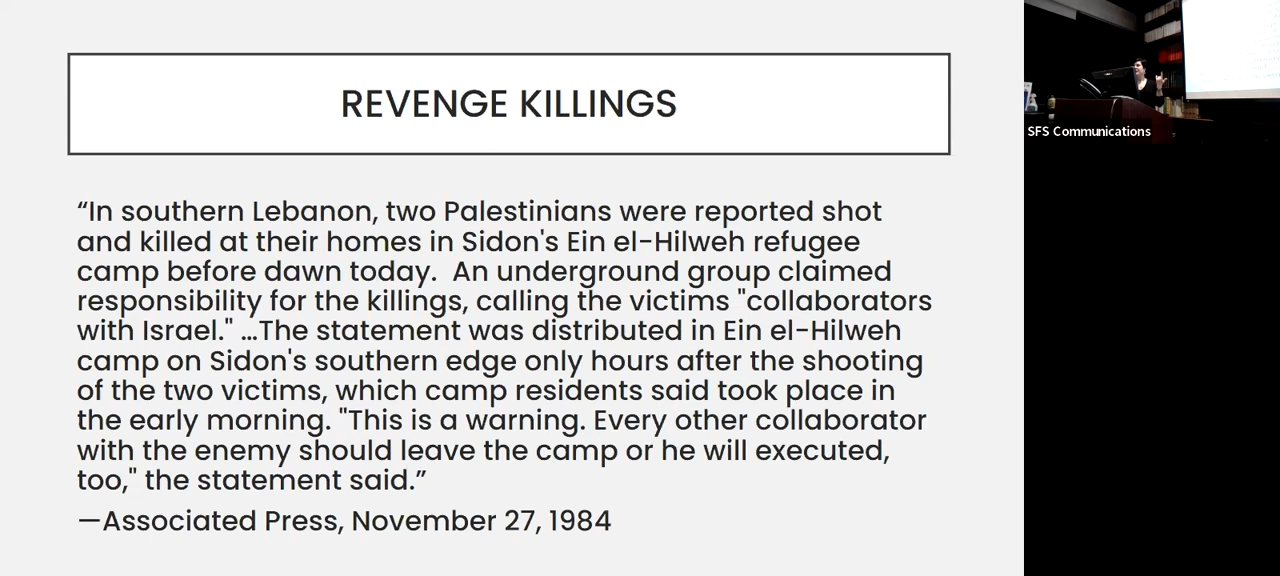 REVENGE KILLINGS
“In southern Lebanon, two Palestinians were reported shot
and killed at their homes in Sidon's Ein el-Hilweh refugee
camp before dawn today.  An underground group claimed
responsibility for the killings, calling the victims "collaborators
with Israel." …The statement was distributed in Ein el-Hilweh
camp on Sidon's southern edge only hours after the shooting
of the two victims, which camp residents said took place in
the early morning. "This is a warning. Every other collaborator
with the enemy should leave the camp or he will executed,
too," the statement said.”
—Associated Press, November 27, 1984
SFS Communications